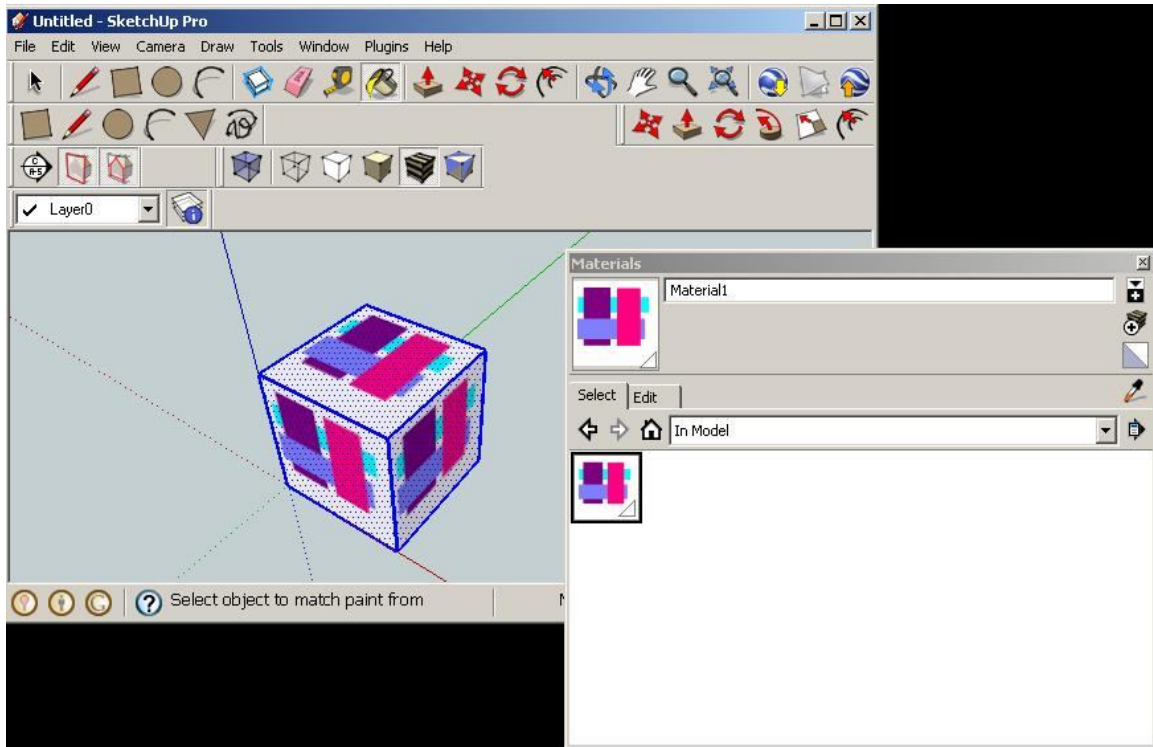 Untitled - SketchUp Pro
File Edit View Camera Draw Tools Window Plugins Help
C
A-5
Layer0
Materials
Material1
Select Edit
In Model
Select object to match paint from